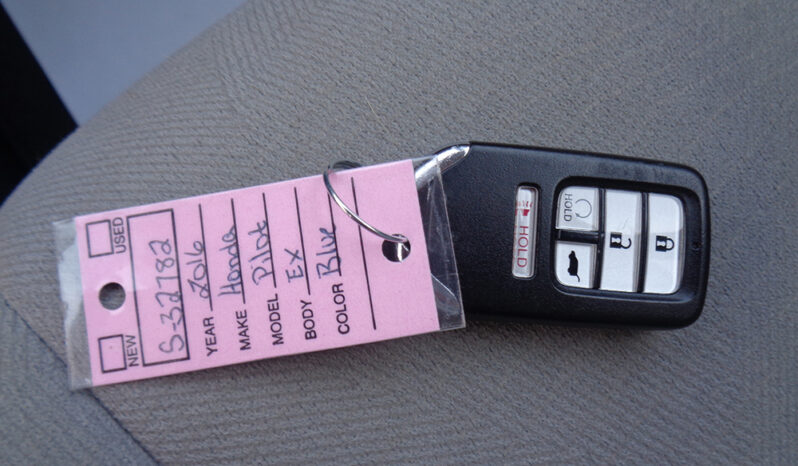 NEW USED
S-32782
YEAR 2016
MAKE Honda
MODEL Pilot
BODY EX
COLOR Blue
HOLD
HOLD